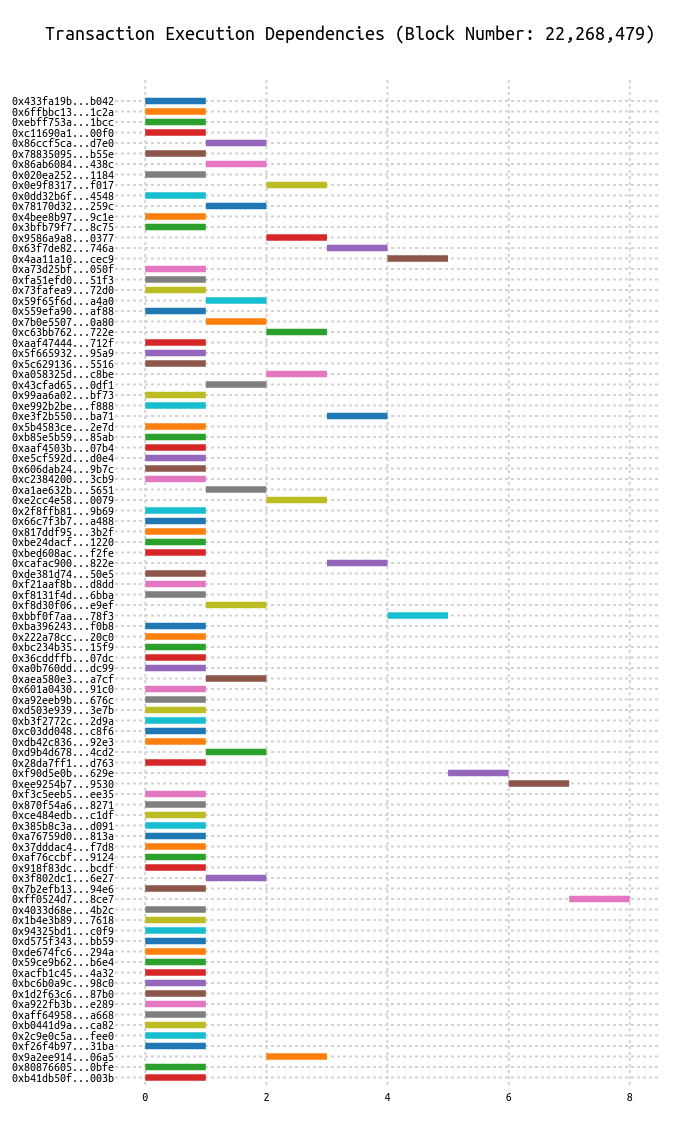 Transaction Execution Dependencies (Block Number: 22,268,479)
0x433fa19b...b042
0x6ffbbc13...1c2a
0xebff753a...1bcc
0xc11690a1...00f0
0x86ccf5ca...d7e0
0x78835095...b55e
0x86ab6084...438c
0x020ea252...1184
0x0e9f8317...f017
0x0dd32b6f...4548
0x78170d32...259c
0x4bee8b97...9c1e
0x3bfb79f7...8c75
0x9586a9a8...0377
0x63f7de82...746a
0x4aa11a10...cec9
0xa73d25bf...050f
0xfa51efd0...51f3
0x73fafea9...72d0
0x59f65f6d...a4a0
0x559efa90...af88
0x7b0e5507...0a80
0xc63bb762...722e
0xaaf47444...712f
0x5f665932...95a9
0x5c629136...5516
0xa058325d...c8be
0x43cfad65...0df1
0x99aa6a02...bf73
0xe992b2be...f888
0xe3f2b550...ba71
0x5b4583ce...2e7d
0xb85e5b59...85ab
0xaaf4503b...07b4
0xe5cf592d...d0e4
0x606dab24...9b7c
0xc2384200...3cb9
0xa1ae632b...5651
0xe2cc4e58...0079
0x2f8ffb81...9b69
0x66c7f3b7...a488
0x817ddf95...3b2f
0xbe24dacf...1220
0xbed608ac...f2fe
0xcafac900...822e
0xde381d74...50e5
0xf21aaf8b...d8dd
0xf8131f4d...6bba
0xf8d30f06...e9ef
0xbbf0f7aa...78f3
0xba396243...f0b8
0x222a78cc...20c0
0xbc234b35...15f9
0x36cddffb...07dc
0xa0b760dd...dc99
0xaea580e3...a7cf
0x601a0430...91c0
0xa92eeb9b...676c
0xd503e939...3e7b
0xb3f2772c...2d9a
0xc03dd048...c8f6
0xdb42c836...92e3
0xd9b4d678...4cd2
0x28da7ff1...d763
0xf90d5e0b...629e
0xee9254b7...9530
0xf3c5eeb5...ee35
0x870f54a6...8271
0xce484edb...c1df
0x385b8c3a...d091
0xa76759d0...813a
0x37dddac4...f7d8
0xaf76ccbf...9124
0x918f83dc...bcdf
0x3f802dc1...6e27
0x7b2efb13...94e6
0xff0524d7...8ce7
0x4033d68e...4b2c
0x1b4e3b89...7618
0x94325bd1...c0f9
0xd575f343...bb59
0xde674fc6...294a
0x59ce9b62...b6e4
0xacfb1c45...4a32
0xbc6b0a9c...98c0
0x1d2f63c6...87b0
0xa922fb3b...e289
0xaff64958...a668
0xb0441d9a...ca82
0x2c9e0c5a...fee0
0xf26f4b97...31ba
0x9a2ee914...06a5
0x80876605...0bfe
0xb41db50f...003b
0 2 4 6 8